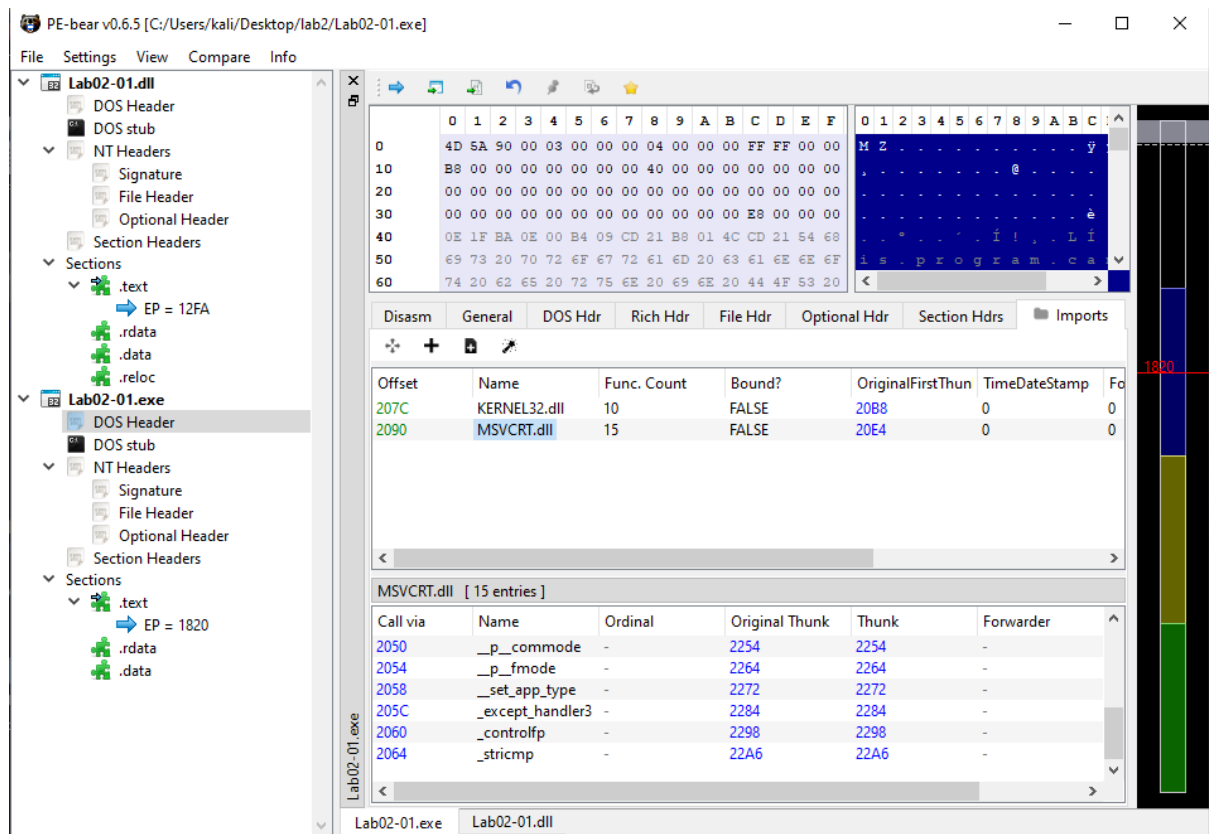 PE-bear v0.6.5 [C:/Users/kali/Desktop/lab2/Lab02-01.exe]
File Settings View Compare Info
Lab02-01.dll
DOS Header
DOS stub
NT Headers
Signature
File Header
Optional Header
Section Headers
Sections
.text
EP = 12FA
.rdata
.data
.reloc
Lab02-01.exe
DOS Header
DOS stub
NT Headers
Signature
File Header
Optional Header
Section Headers
Sections
.text
EP = 1820
.rdata
.data
Lab02-01.exe
0 1 2 3 4 5 6 7 8 9 A B C D E F
0 4D 5A 90 00 03 00 00 00 04 00 00 00 FF FF 00 00
10 B8 00 00 00 00 00 00 00 40 00 00 00 00 00 00 00
20 00 00 00 00 00 00 00 00 00 00 00 00 00 00 00 00
30 00 00 00 00 00 00 00 00 00 00 00 00 E8 00 00 00
40 0E 1F BA 0E 00 B4 09 CD 21 B8 01 4C CD 21 54 68
50 69 73 20 70 72 6F 67 72 61 6D 20 63 61 6E 6E 6F
60 74 20 62 65 20 72 75 6E 20 69 6E 20 44 4F 53 20
0 1 2 3 4 5 6 7 8 9 A B C
M Z . . . . . . . . . . ÿ
¸ . . . . . . . @ . . . .
. . . . . . . . . . . . .
. . . . . . . . . . . . è
. . º . . ´ . Í ! ¸ . L Í
i s . p r o g r a m . c a
Disasm General DOS Hdr Rich Hdr File Hdr Optional Hdr Section Hdrs Imports
Offset Name Func. Count Bound? OriginalFirstThun TimeDateStamp Fo
207C KERNEL32.dll 10 FALSE 20B8 0 0
2090 MSVCRT.dll 15 FALSE 20E4 0 0
MSVCRT.dll [ 15 entries ]
Call via Name Ordinal Original Thunk Thunk Forwarder
2050 __p__commode - 2254 2254 -
2054 __p__fmode - 2264 2264 -
2058 __set_app_type - 2272 2272 -
205C _except_handler3 - 2284 2284 -
2060 _controlfp - 2298 2298 -
2064 _stricmp - 22A6 22A6 -
Lab02-01.exe Lab02-01.dll
1820